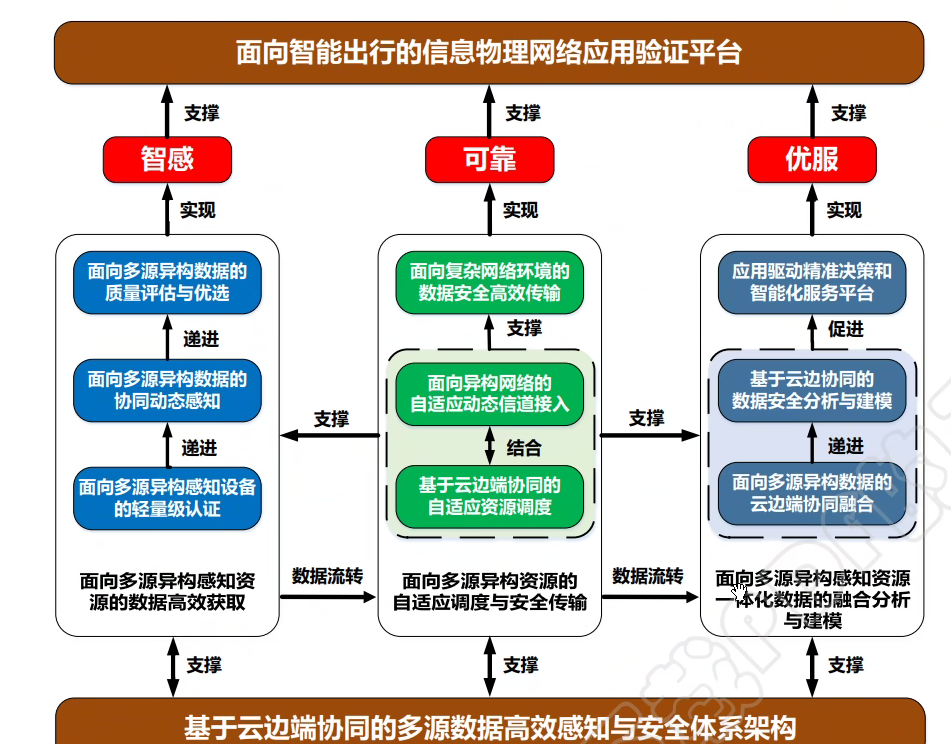 面向智能出行的信息物理网络应用验证平台
支撑
支撑
支撑
智感
可靠
优服
实现
实现
实现
面向多源异构数据的
质量评估与优选
递进
面向多源异构数据的
协同动态感知
递进
面向多源异构感知设备
的轻量级认证
面向多源异构感知资
源的数据高效获取
支撑
数据流转
面向复杂网络环境的
数据安全高效传输
支撑
面向异构网络的
自适应动态信道接入
结合
基于云边端协同的
自适应资源调度
面向多源异构资源的
自适应调度与安全传输
支撑
数据流转
应用驱动精准决策和
智能化服务平台
促进
基于云边协同的
数据安全分析与建模
递进
面向多源异构数据的
云边端协同融合
面向多源异构感知资源
一体化数据的融合分析
与建模
支撑
支撑
支撑
基于云边端协同的多源数据高效感知与安全体系架构